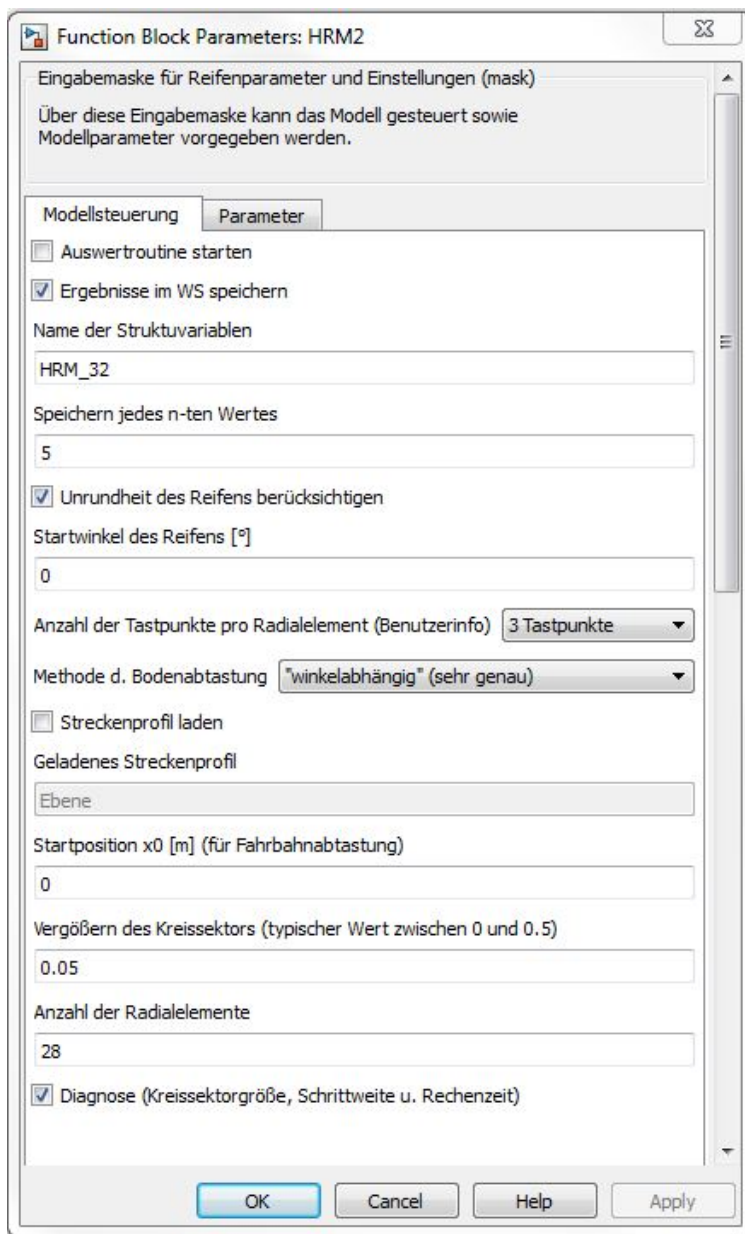 Function Block Parameters: HRM2
Eingabemaske für Reifenparameter und Einstellungen (mask)
Über diese Eingabemaske kann das Modell gesteuert sowie
Modellparameter vorgegeben werden.
Modellsteuerung Parameter
Auswertroutine starten
Ergebnisse im WS speichern
Name der Struktuvariablen
HRM_32
Speichern jedes n-ten Wertes
5
Unrundheit des Reifens berücksichtigen
Startwinkel des Reifens [°]
0
Anzahl der Tastpunkte pro Radialelement (Benutzerinfo) 3 Tastpunkte
Methode d. Bodenabtastung "winkelabhängig" (sehr genau)
Streckenprofil laden
Geladenes Streckenprofil
Ebene
Startposition x0 [m] (für Fahrbahnabtastung)
0
Vergößern des Kreissektors (typischer Wert zwischen 0 und 0.5)
0.05
Anzahl der Radialelemente
28
Diagnose (Kreissektorgröße, Schrittweite u. Rechenzeit)
OK Cancel Help Apply